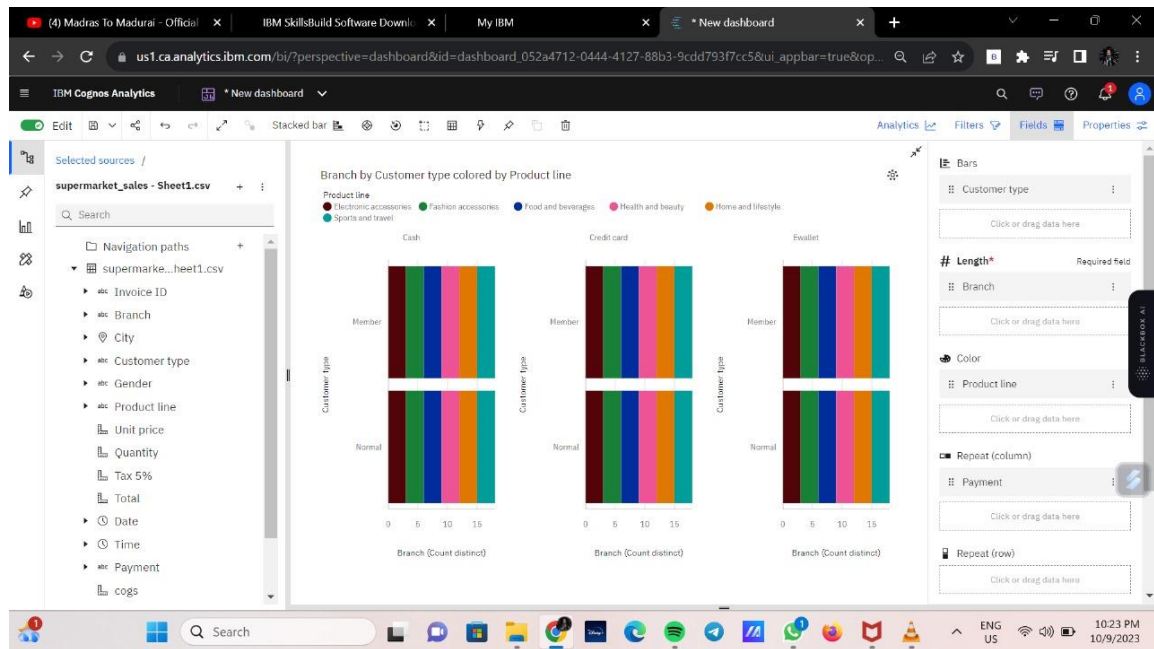 (4) Madras To Madurai - Official
IBM SkillsBuild Software Downlo
My IBM
* New dashboard
us1.ca.analytics.ibm.com/bi/?perspective=dashboard&id=dashboard_052a4712-0444-4127-88b3-9cdd793f7cc5&ui_appbar=true&op...
IBM Cognos Analytics
* New dashboard
Edit
Stacked bar
Analytics
Filters
Fields
Properties
Selected sources /
supermarket_sales - Sheet1.csv
Search
Navigation paths
supermarke...heet1.csv
abc Invoice ID
abc Branch
City
abc Customer type
abc Gender
abc Product line
Unit price
Quantity
Tax 5%
Total
Date
Time
abc Payment
cogs
Branch by Customer type colored by Product line
Product line
Electronic accessories Fashion accessories Food and beverages Health and beauty Home and lifestyle
Sports and travel
Cash Credit card Ewallet
Member Member Member
Customer type Customer type Customer type
Normal Normal Normal
0 5 10 15 0 5 10 15 0 5 10 15
Branch (Count distinct) Branch (Count distinct) Branch (Count distinct)
Bars
Customer type
Click or drag data here
# Length* Required field
Branch
Click or drag data here
Color
Product line
Click or drag data here
Repeat (column)
Payment
Click or drag data here
Repeat (row)
Click or drag data here
BLACKBOX AI
1
Search
ENG
US
10:23 PM
10/9/2023